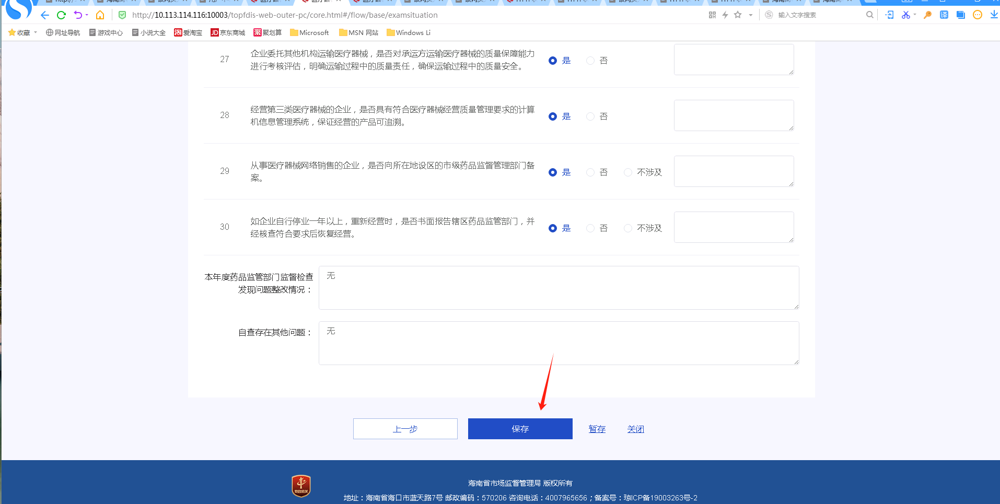 http://10.113.114.116:10003/topfdis-web-outer-pc/core.html#/flow/base/examsituation
输入文字搜索
收藏 网址导航 游戏中心 小说大全 爱淘宝 京东商城 聚划算 Microsoft MSN 网站 Windows Li
27
企业委托其他机构运输医疗器械，是否对承运方运输医疗器械的质量保障能力
进行考核评估，明确运输过程中的质量责任，确保运输过程中的质量安全。
是 否
28
经营第三类医疗器械的企业，是否具有符合医疗器械经营质量管理要求的计算
机信息管理系统，保证经营的产品可追溯。
是 否
29
从事医疗器械网络销售的企业，是否向所在地设区的市级药品监督管理部门备
案。
是 否 不涉及
30
如企业自行停业一年以上，重新经营时，是否书面报告辖区药品监管部门，并
经核查符合要求后恢复经营。
是 否 不涉及
本年度药品监管部门监督检查
发现问题整改情况：
无
自查存在其他问题：
无
上一步 保存 暂存 关闭
党政机关
海南省市场监督管理局 版权所有
地址：海南省海口市蓝天路7号 邮政编码：570206 咨询电话：4007965656；备案号：琼ICP备19003263号-2